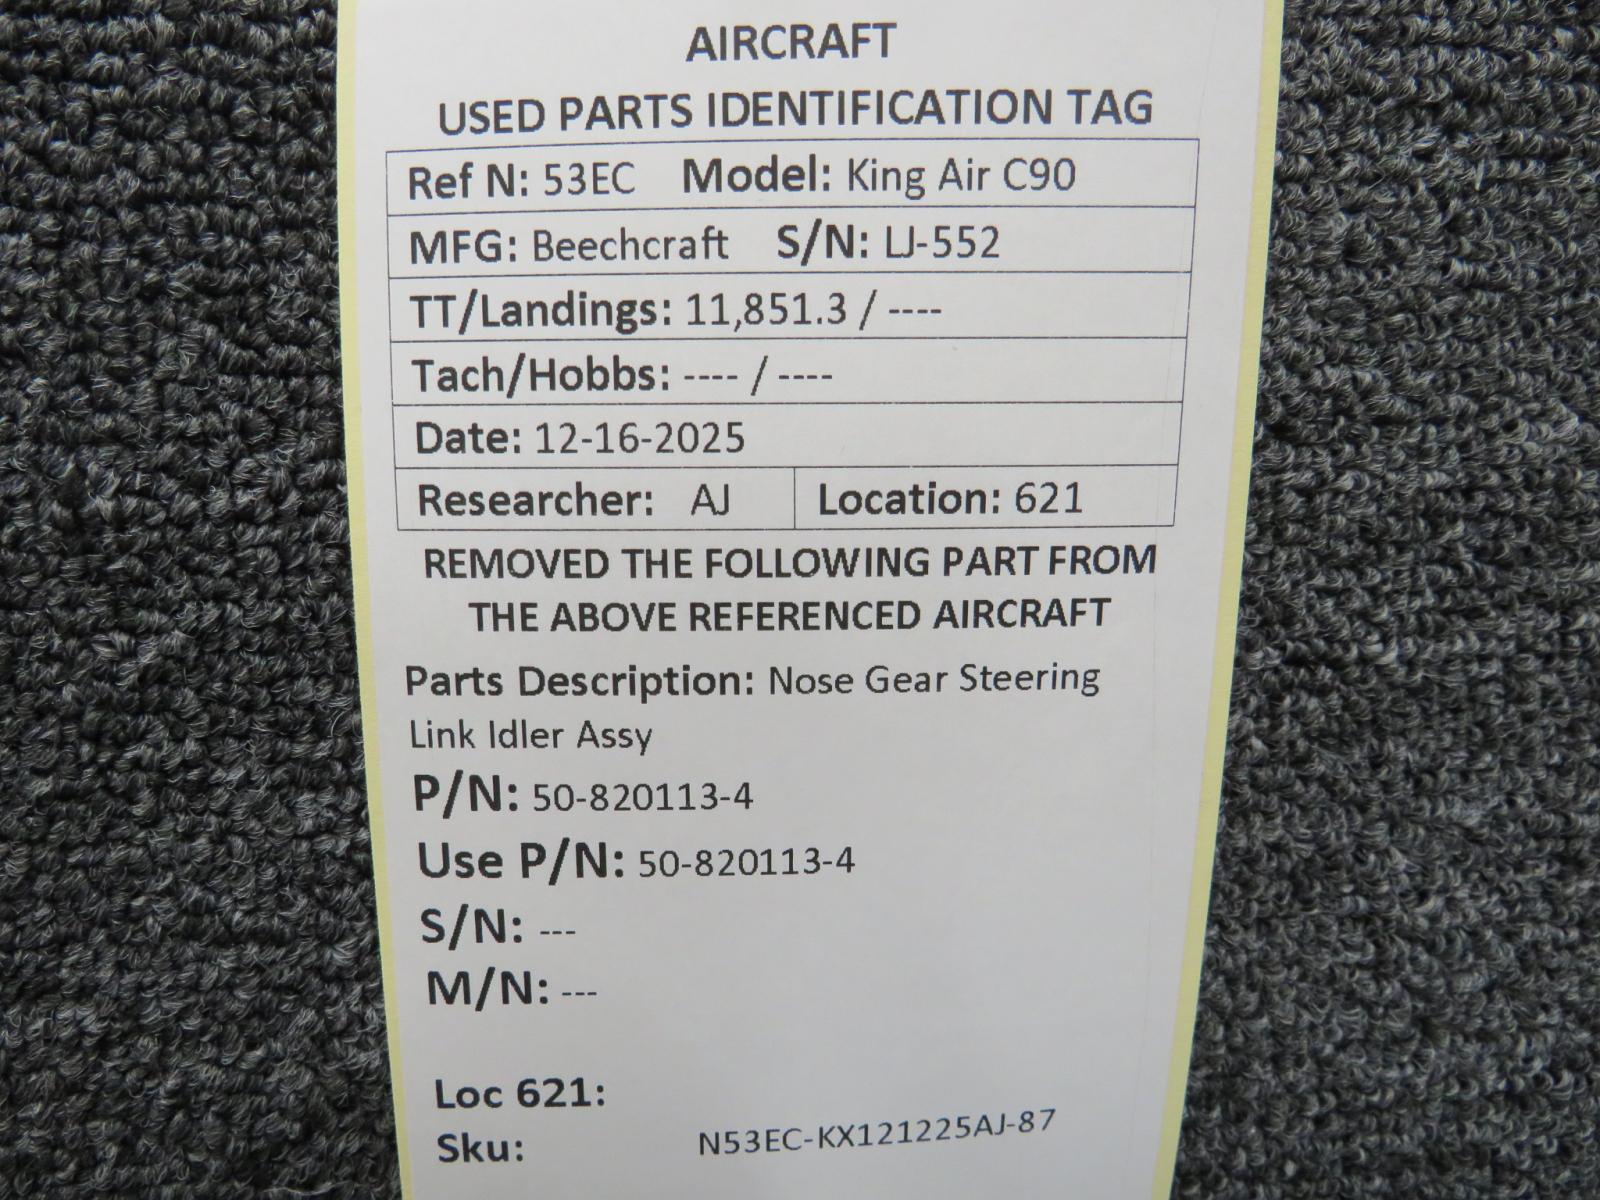 AIRCRAFT
USED PARTS IDENTIFICATION TAG
Ref N: 53EC Model: King Air C90
MFG: Beechcraft S/N: LJ-552
TT/Landings: 11,851.3 / ----
Tach/Hobbs: ---- / ----
Date: 12-16-2025
Researcher: AJ Location: 621
REMOVED THE FOLLOWING PART FROM
THE ABOVE REFERENCED AIRCRAFT
Parts Description: Nose Gear Steering
Link Idler Assy
P/N: 50-820113-4
Use P/N: 50-820113-4
S/N: ---
M/N: ---
Loc 621:
Sku: N53EC-KX121225AJ-87